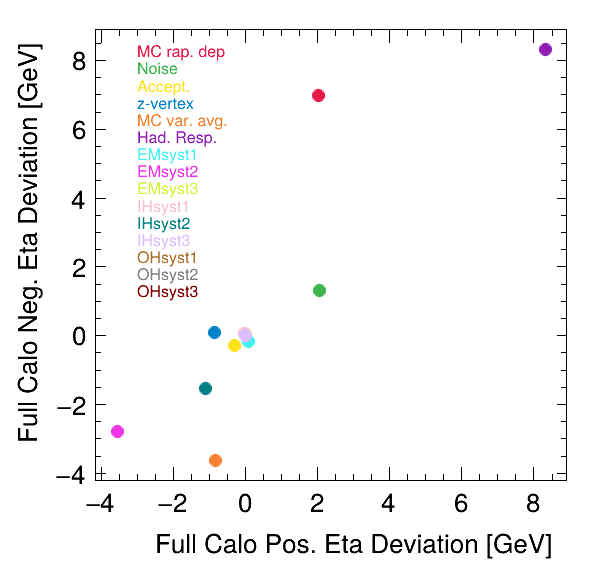 Full Calo Neg. Eta Deviation [GeV]
8
6
4
2
0
−2
−4
MC rap. dep
Noise
Accept.
z-vertex
MC var. avg.
Had. Resp.
EMsyst1
EMsyst2
EMsyst3
IHsyst1
IHsyst2
IHsyst3
OHsyst1
OHsyst2
OHsyst3
−4 −2 0 2 4 6 8
Full Calo Pos. Eta Deviation [GeV]